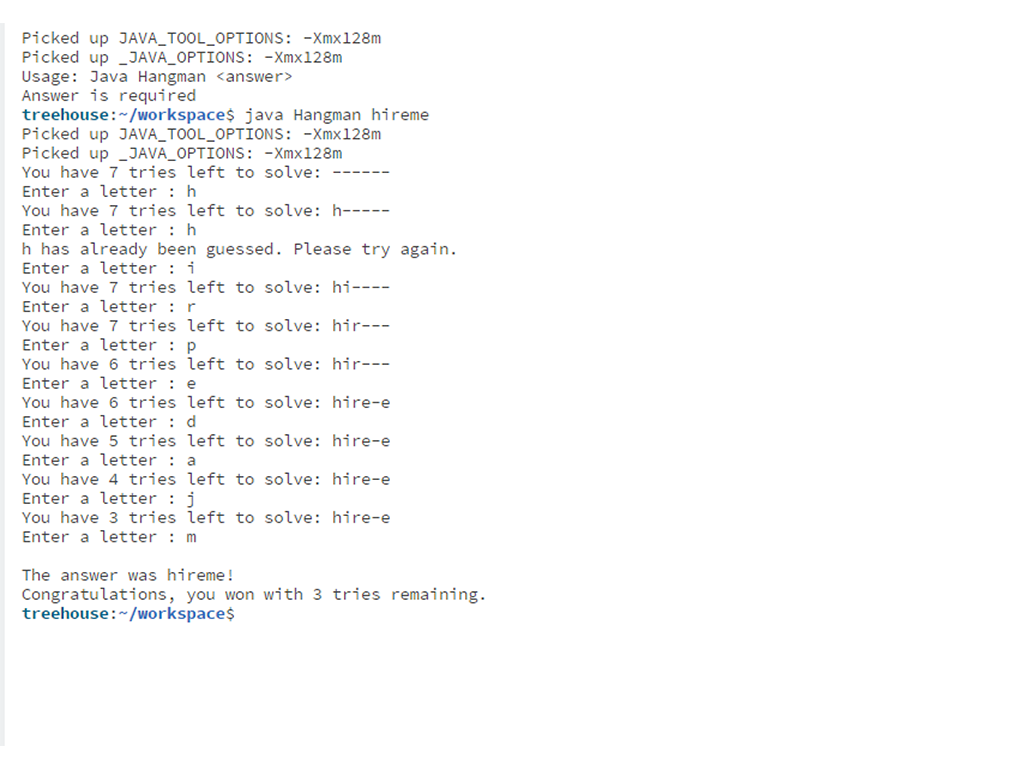 Picked up JAVA_TOOL_OPTIONS: -Xmx128m
Picked up _JAVA_OPTIONS: -Xmx128m
Usage: Java Hangman <answer>
Answer is required
treehouse:~/workspace$ java Hangman hireme
Picked up JAVA_TOOL_OPTIONS: -Xmx128m
Picked up _JAVA_OPTIONS: -Xmx128m
You have 7 tries left to solve: ------
Enter a letter : h
You have 7 tries left to solve: h-----
Enter a letter : h
h has already been guessed. Please try again.
Enter a letter : i
You have 7 tries left to solve: hi----
Enter a letter : r
You have 7 tries left to solve: hir---
Enter a letter : p
You have 6 tries left to solve: hir---
Enter a letter : e
You have 6 tries left to solve: hire-e
Enter a letter : d
You have 5 tries left to solve: hire-e
Enter a letter : a
You have 4 tries left to solve: hire-e
Enter a letter : j
You have 3 tries left to solve: hire-e
Enter a letter : m
The answer was hireme!
Congratulations, you won with 3 tries remaining.
treehouse:~/workspace$